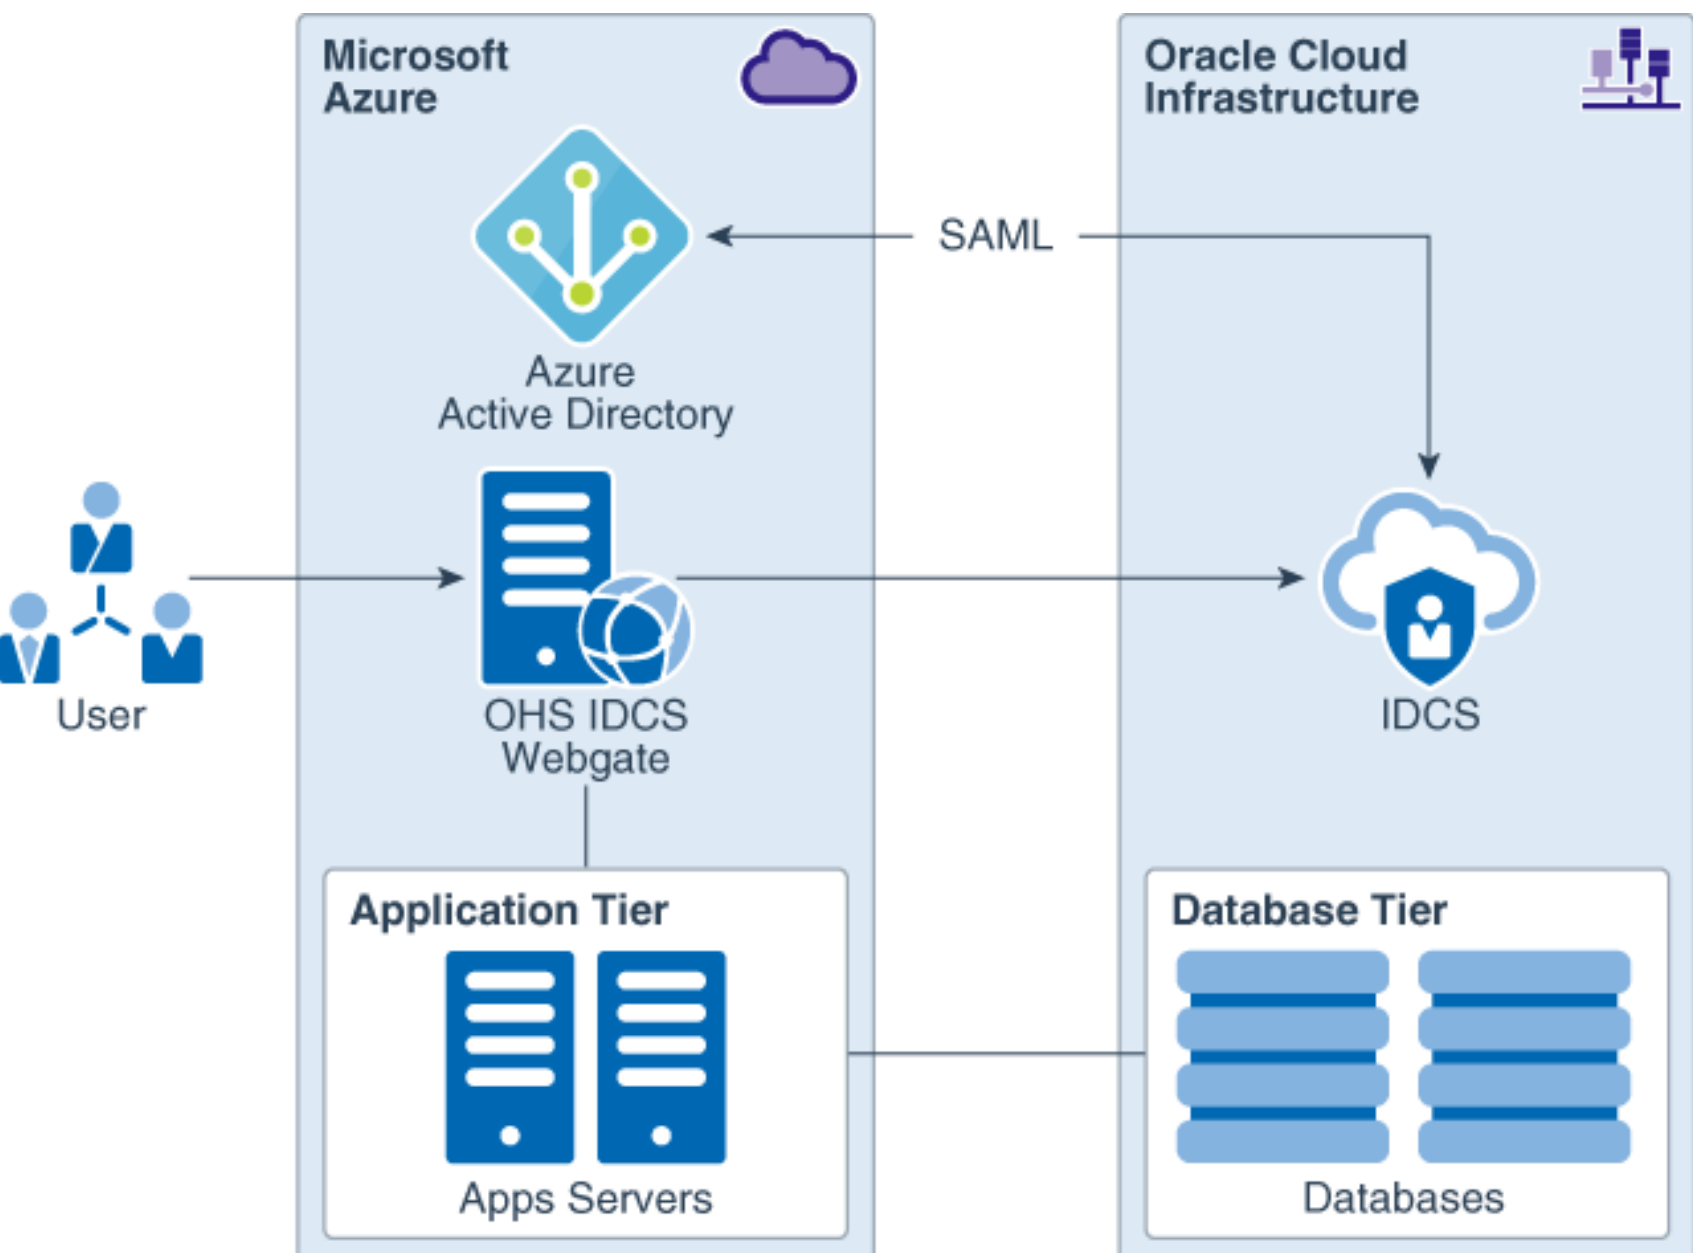 Microsoft
Azure
Oracle Cloud
Infrastructure
SAML
Azure
Active Directory
User
OHS IDCS
Webgate
IDCS
Application Tier
Apps Servers
Database Tier
Databases